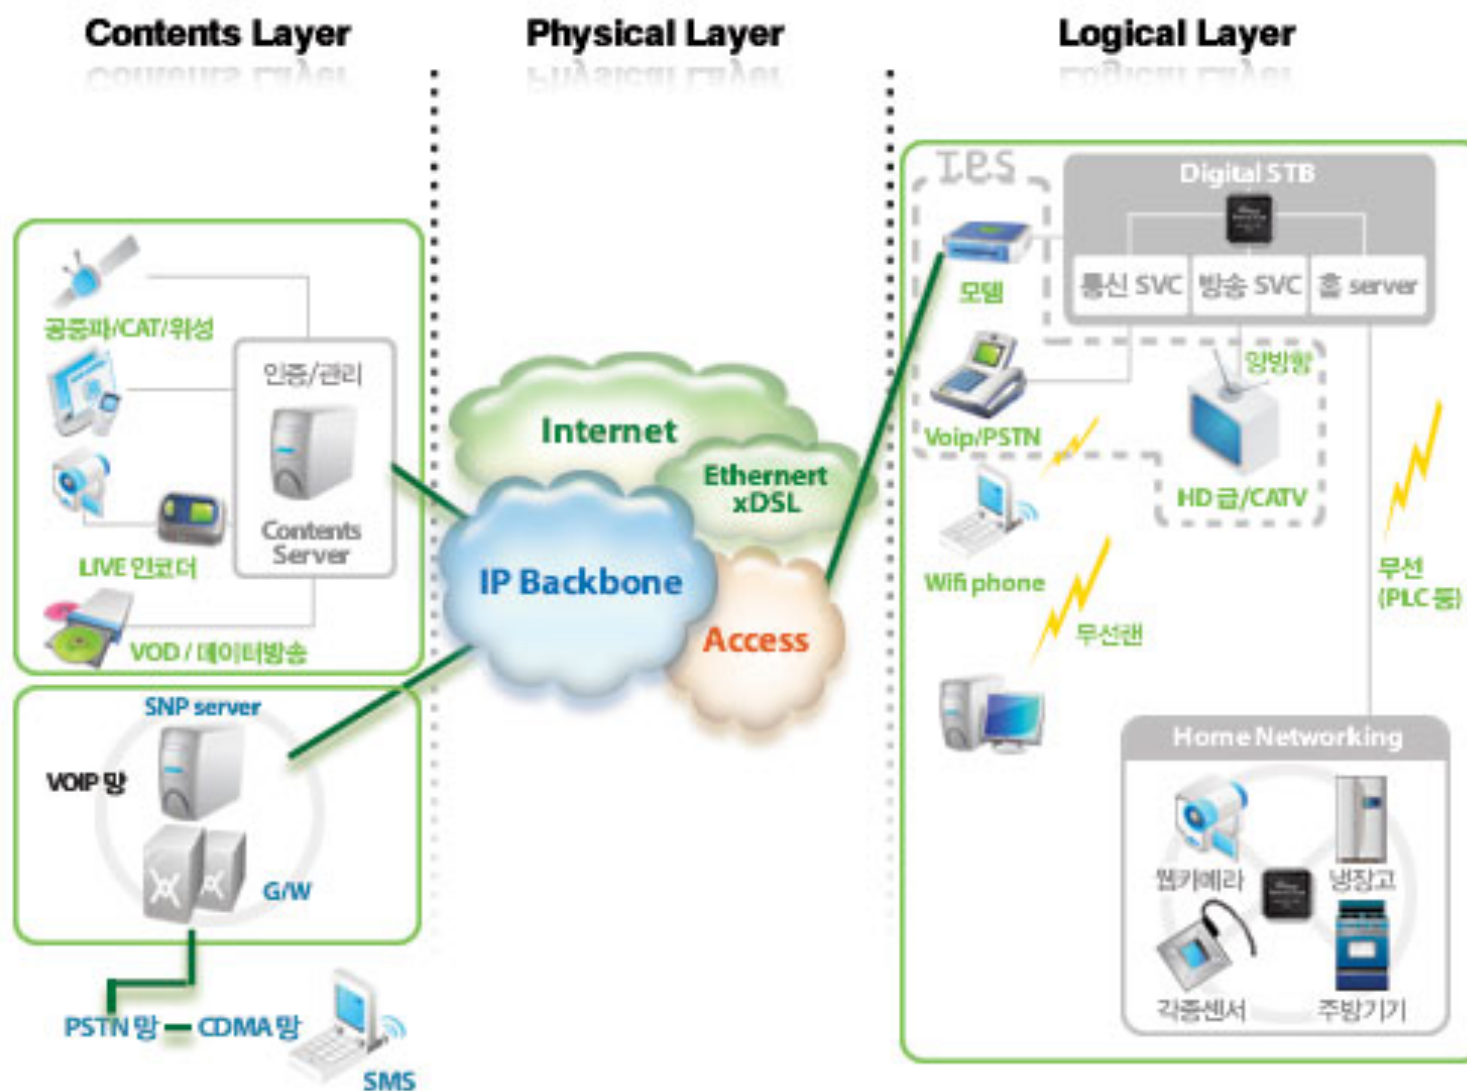 Contents Layer
Physical Layer
Logical Layer
공중파/CAT/위성
인증/관리
Contents
Server
LIVE 인코더
VOD / 데이터방송
SNP server
VOIP 망
G/W
PSTN 망
CDMA 망
SMS
Internet
Ethernert
xDSL
IP Backbone
Access
T.P.S
Digital STB
통신 SVC
방송 SVC
홈 server
모뎀
Voip/PSTN
양방향
HD 급/CATV
Wifi phone
무선랜
무선
(PLC 등)
Home Networking
웹카메라
냉장고
각종센서
주방기기